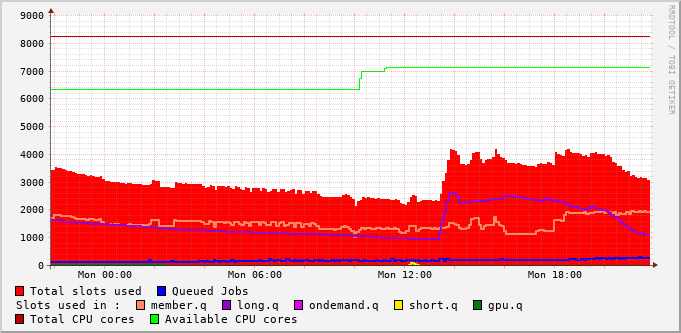 9000
8000
7000
6000
5000
4000
3000
2000
1000
0
Mon 00:00 Mon 06:00 Mon 12:00 Mon 18:00
Total slots used Queued Jobs
Slots used in : member.q long.q ondemand.q short.q gpu.q
Total CPU cores Available CPU cores
RRDTOOL / TOBI OETIKER